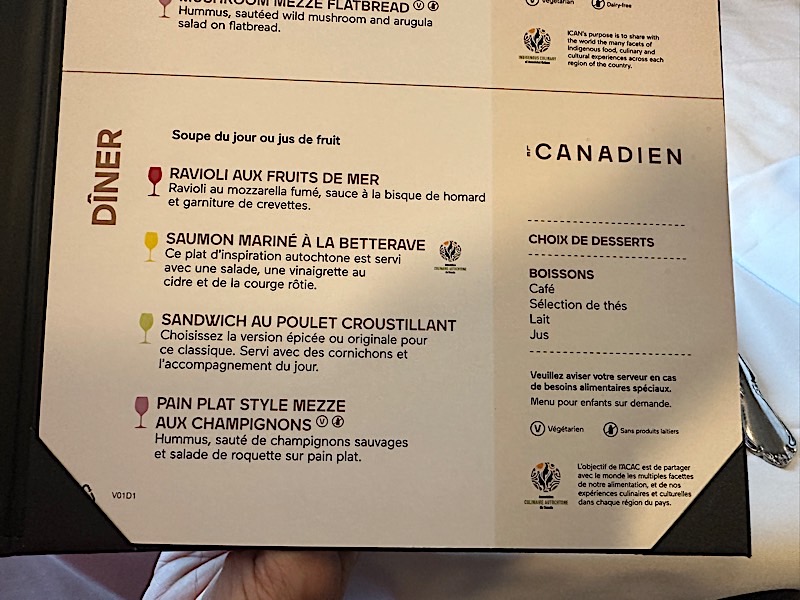 MUSHROOM MEZZE FLATBREAD V
Hummus, sautéed wild mushroom and arugula
salad on flatbread.
Vegetarian Dairy-free
INDIGENOUS CULINARY
ICAN's purpose is to share with
the world the many facets of
Indigenous food, culinary and
cultural experiences across each
region of the country.
DÎNER
Soupe du jour ou jus de fruit
RAVIOLI AUX FRUITS DE MER
Ravioli au mozzarella fumé, sauce à la bisque de homard
et garniture de crevettes.
SAUMON MARINÉ À LA BETTERAVE
Ce plat d'inspiration autochtone est servi
avec une salade, une vinaigrette au
cidre et de la courge rôtie.
CULINAIRE AUTOCHTONE
SANDWICH AU POULET CROUSTILLANT
Choisissez la version épicée ou originale pour
ce classique. Servi avec des cornichons et
l'accompagnement du jour.
PAIN PLAT STYLE MEZZE
AUX CHAMPIGNONS V
Hummus, sauté de champignons sauvages
et salade de roquette sur pain plat.
V01D1
LE CANADIEN
CHOIX DE DESSERTS
BOISSONS
Café
Sélection de thés
Lait
Jus
Veuillez aviser votre serveur en cas
de besoins alimentaires spéciaux.
Menu pour enfants sur demande.
V Végétarien Sans produits laitiers
CULINAIRE AUTOCHTONE
L'objectif de l'ACAC est de partager
avec le monde les multiples facettes
de notre alimentation, et de nos
expériences culinaires et culturelles
dans chaque région du pays.